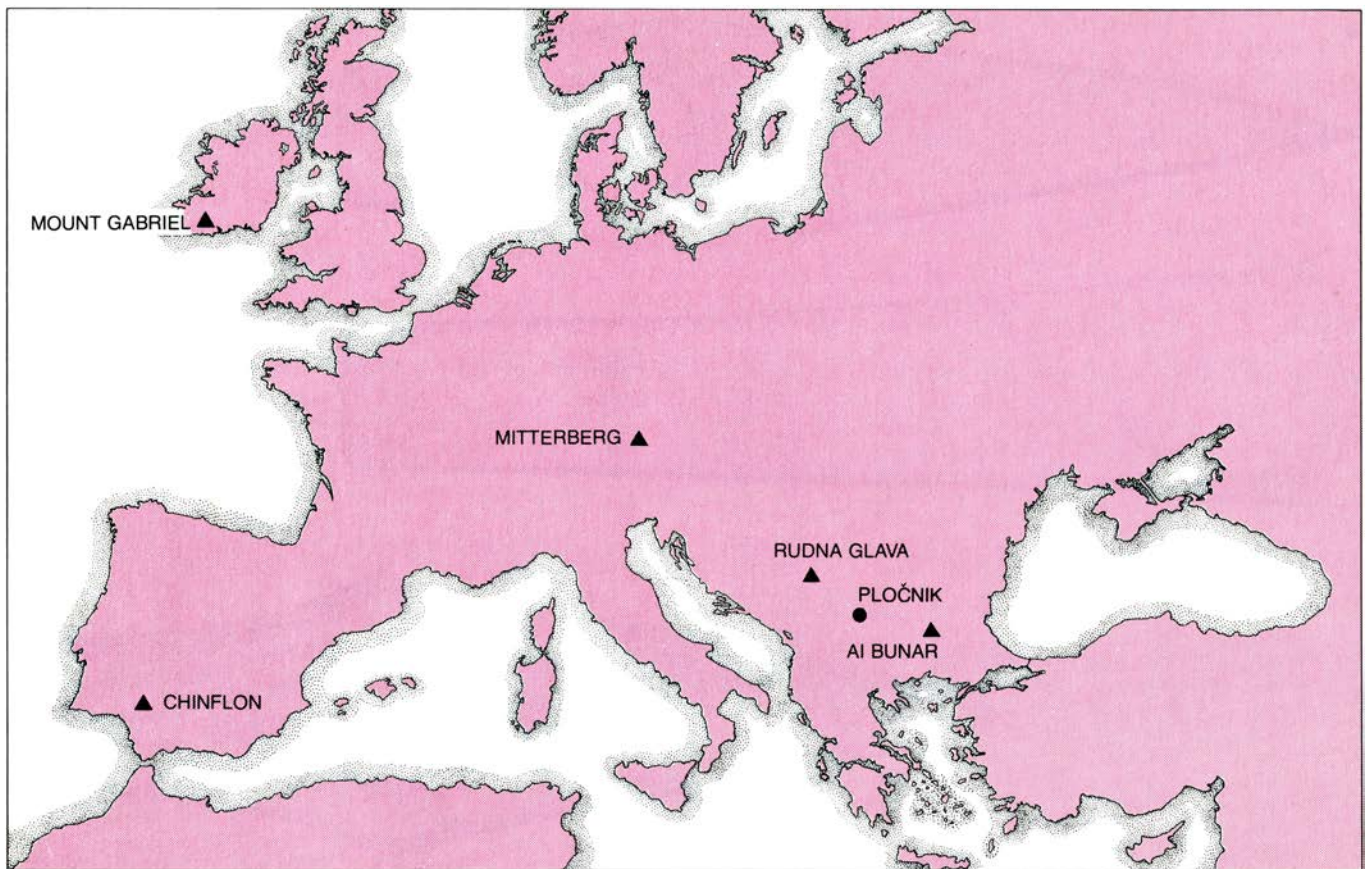 MOUNT GABRIEL
MITTERBERG
RUDNA GLAVA
PLOČNIK
AI BUNAR
CHINFLON